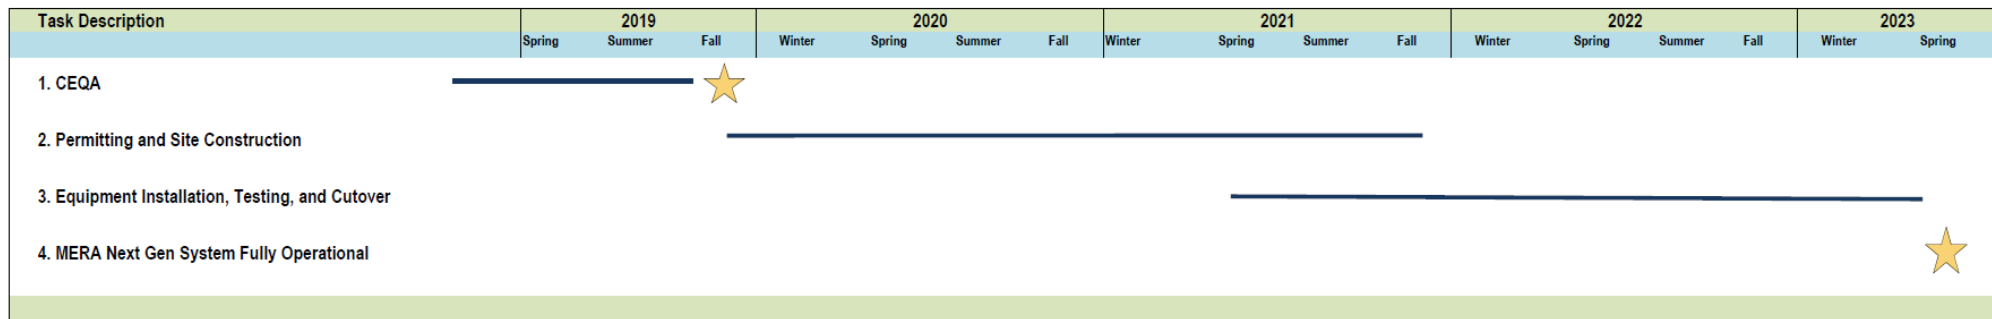 Task Description 2019 2020 2021 2022 2023
Spring Summer Fall Winter Spring Summer Fall Winter Spring Summer Fall Winter Spring Summer Fall Winter Spring
1. CEQA
2. Permitting and Site Construction
3. Equipment Installation, Testing, and Cutover
4. MERA Next Gen System Fully Operational